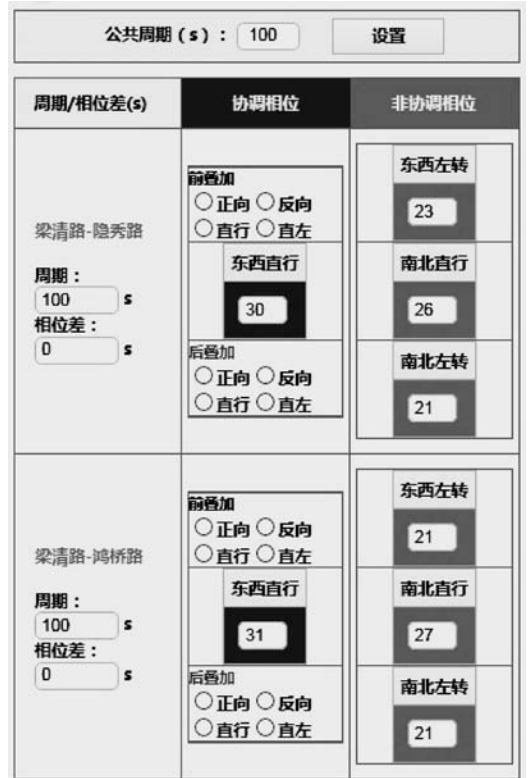 公共周期(s): 100 设置
周期/相位差(s) 协调相位 非协调相位
梁清路-隐秀路
周期:
100 s
相位差:
0 s
前叠加
正向 反向
直行 直左
东西直行
30
后叠加
正向 反向
直行 直左
东西左转
23
南北直行
26
南北左转
21
梁清路-鸿桥路
周期:
100 s
相位差:
0 s
前叠加
正向 反向
直行 直左
东西直行
31
后叠加
正向 反向
直行 直左
东西左转
21
南北直行
27
南北左转
21